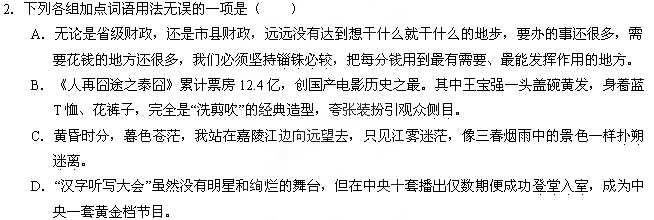 2. 下列各组加点词语用法无误的一项是（ ）
A. 无论是省级财政，还是市县财政，远远没有达到想干什么就干什么的地步，要办的事还很多，需
要花钱的地方还很多，我们必须坚持锱铢必较，把每分钱用到最有需要、最能发挥作用的地方。
B. 《人再囧途之泰囧》累计票房 12.4 亿，创国产电影历史之最。其中王宝强一头盖碗黄发，身着蓝
T 恤、花裤子，完全是“洗剪吹”的经典造型，夸张装扮引观众侧目。
C. 黄昏时分，暮色苍茫，我站在嘉陵江边向远望去，只见江雾迷茫，像三春烟雨中的景色一样扑朔
迷离。
D. “汉字听写大会”虽然没有明星和绚烂的舞台，但在中央十套播出仅数期便成功登堂入室，成为中
央一套黄金档节目。